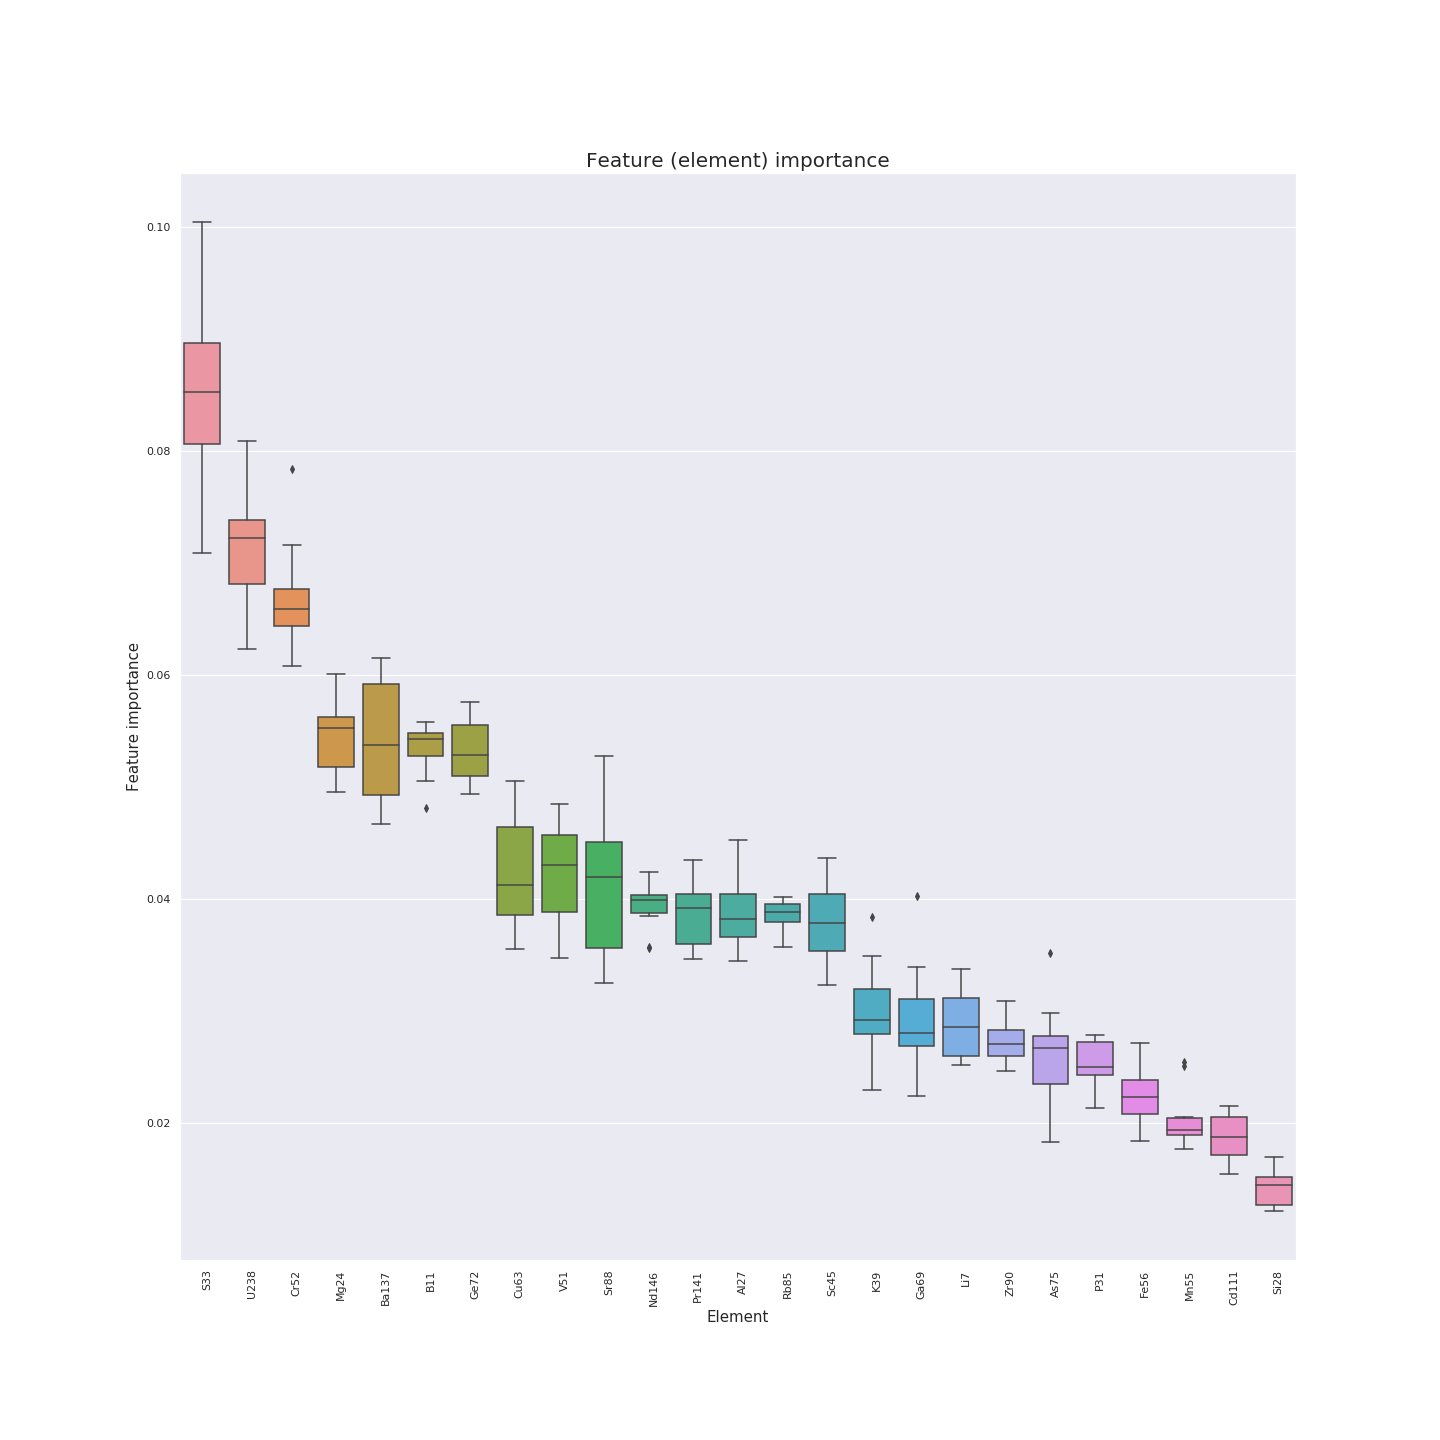 Feature (element) importance
0.10
0.08
0.06
0.04
0.02
Feature importance
S33
U238
Cr52
Mg24
Ba137
B11
Ge72
Cu63
V51
Sr88
Nd146
Pr141
Al27
Rb85
Sc45
K39
Ga69
Li7
Zr90
As75
P31
Fe56
Mn55
Cd111
Si28
Element